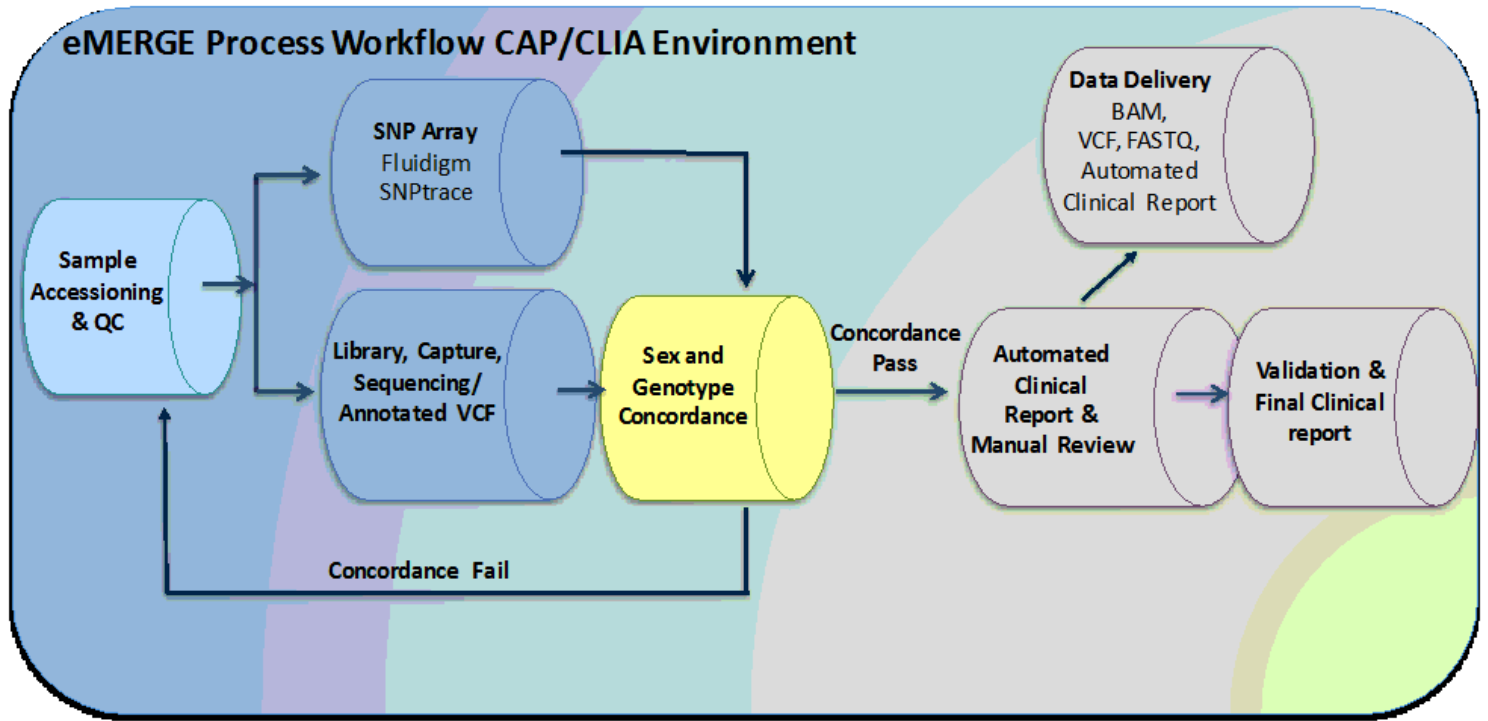 eMERGE Process Workflow CAP/CLIA Environment
SNP Array
Fluidigm
SNPtrace
Sample
Accessioning
& QC
Library, Capture,
Sequencing/
Annotated VCF
Sex and
Genotype
Concordance
Concordance Fail
Concordance
Pass
Data Delivery
BAM,
VCF, FASTQ,
Automated
Clinical Report
Automated
Clinical
Report &
Manual Review
Validation &
Final Clinical
report